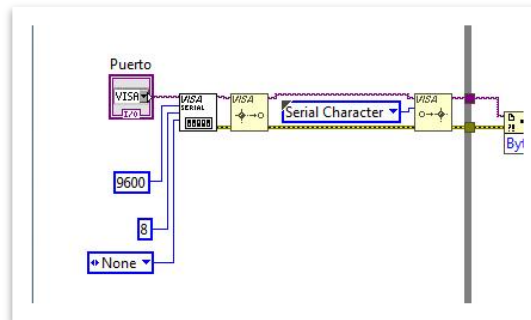 Puerto
VISA
I/O
VISA
SERIAL
VISA
Serial Character
VISA
Byt
9600
8
None